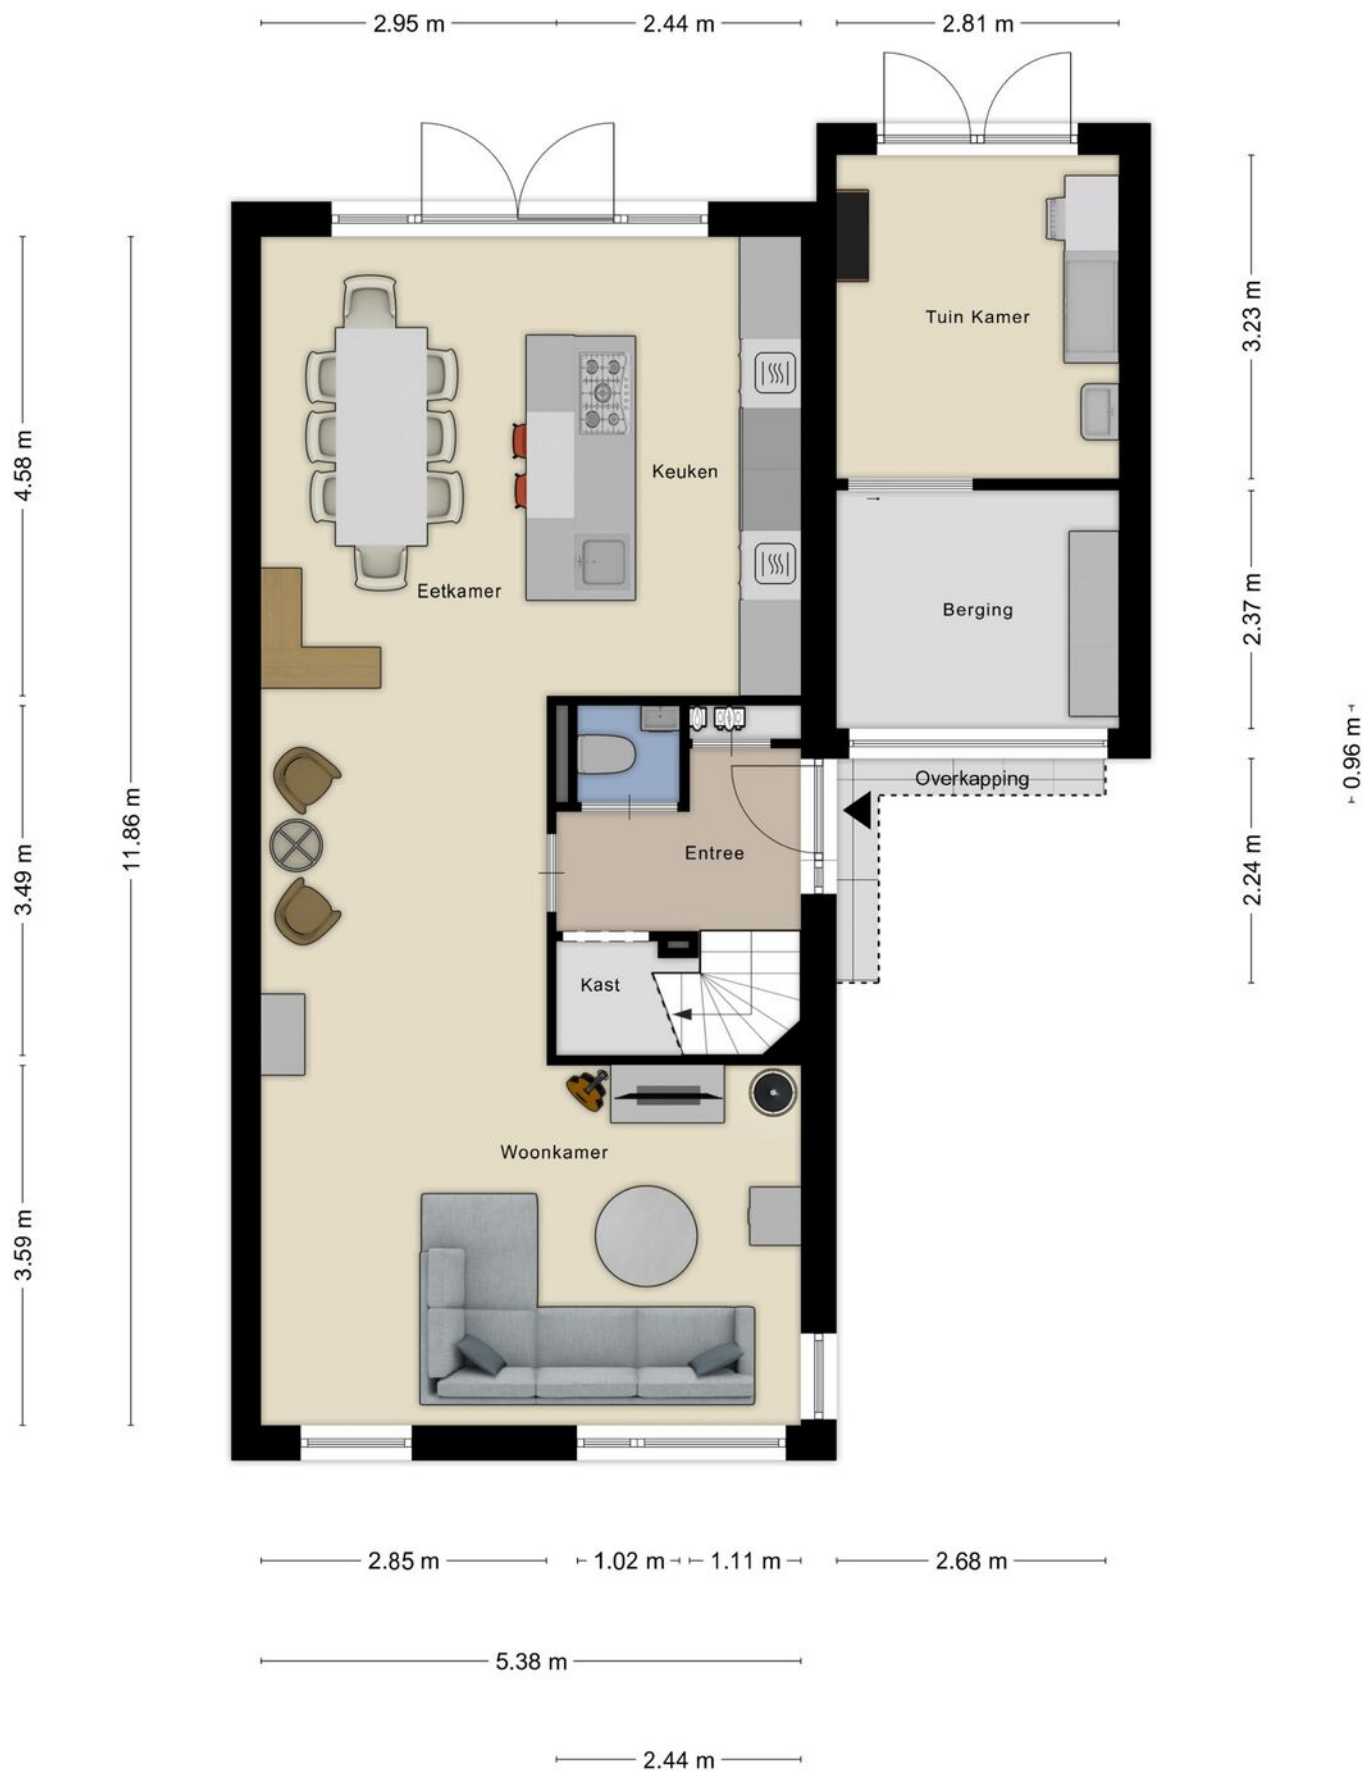 2.95 m
2.44 m
2.81 m
Tuin Kamer
3.23 m
4.58 m
Keuken
Eetkamer
Berging
2.37 m
0.96 m
Overkapping
11.86 m
3.49 m
Entree
2.24 m
Kast
Woonkamer
3.59 m
2.85 m
1.02 m
1.11 m
2.68 m
5.38 m
2.44 m